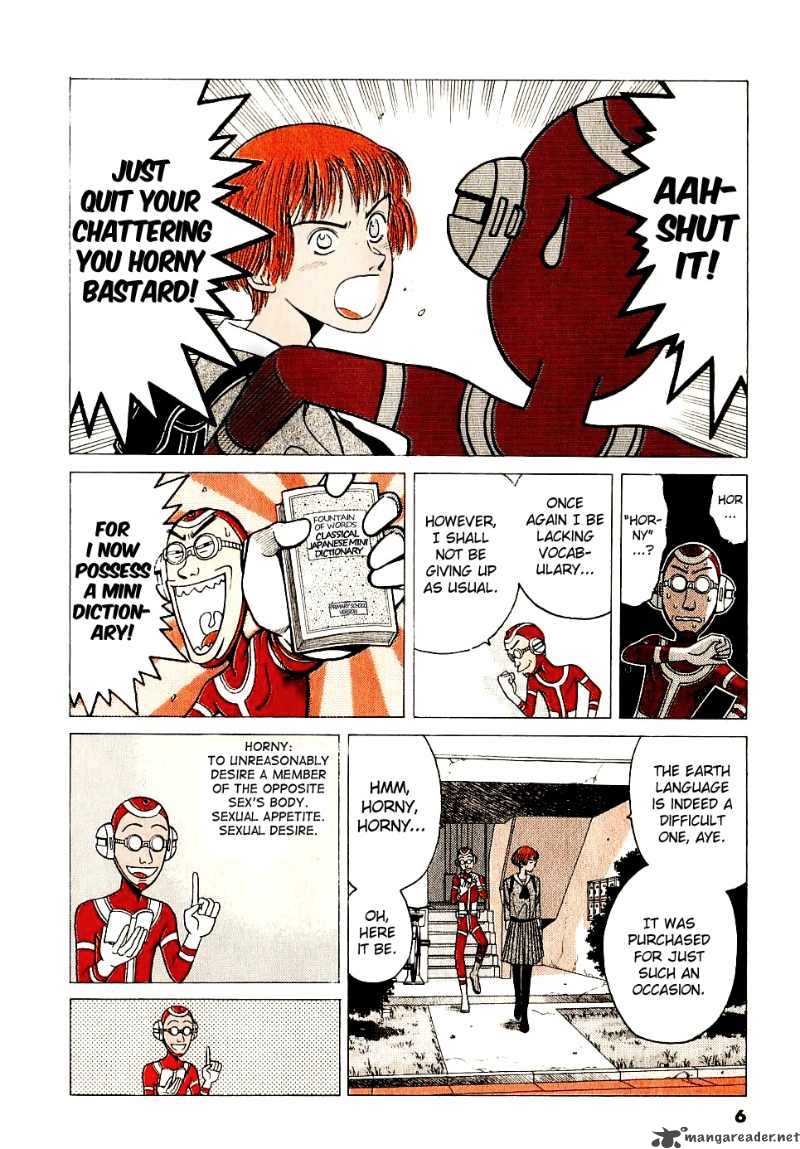 AAH-
SHUT
IT!
JUST
QUIT YOUR
CHATTERING
YOU HORNY
BASTARD!
HOR
...
"HOR-
NY"
...?
ONCE
AGAIN I BE
LACKING
VOCAB-
ULARY...
HOWEVER,
I SHALL
NOT BE
GIVING UP
AS USUAL.
FOUNTAIN
OF WORDS
CLASSICAL
JAPANESE MINI
DICTIONARY
PRIMARY SCHOOL
VERSION
FOR
I NOW
POSSESS
A MINI
DICTION-
ARY!
THE EARTH
LANGUAGE
IS INDEED A
DIFFICULT
ONE, AYE.
IT WAS
PURCHASED
FOR JUST
SUCH AN
OCCASION.
HMM,
HORNY,
HORNY...
OH,
HERE
IT BE.
HORNY:
TO UNREASONABLY
DESIRE A MEMBER
OF THE OPPOSITE
SEX'S BODY.
SEXUAL APPETITE.
SEXUAL DESIRE.
6
mangareader.net